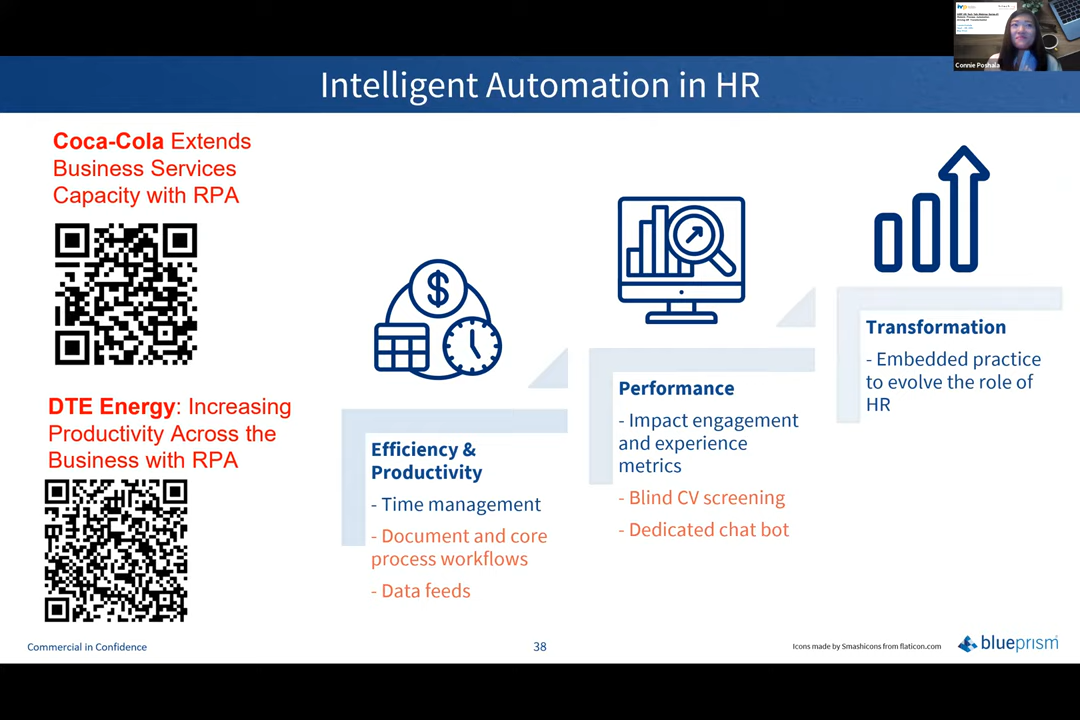 Connie Poshala
Intelligent Automation in HR
Coca-Cola Extends
Business Services
Capacity with RPA
DTE Energy: Increasing
Productivity Across the
Business with RPA
$
Efficiency &
Productivity
- Time management
- Document and core
process workflows
- Data feeds
Performance
- Impact engagement
and experience
metrics
- Blind CV screening
- Dedicated chat bot
Transformation
- Embedded practice
to evolve the role of
HR
Commercial in Confidence
38
Icons made by Smashicons from flaticon.com
blueprism